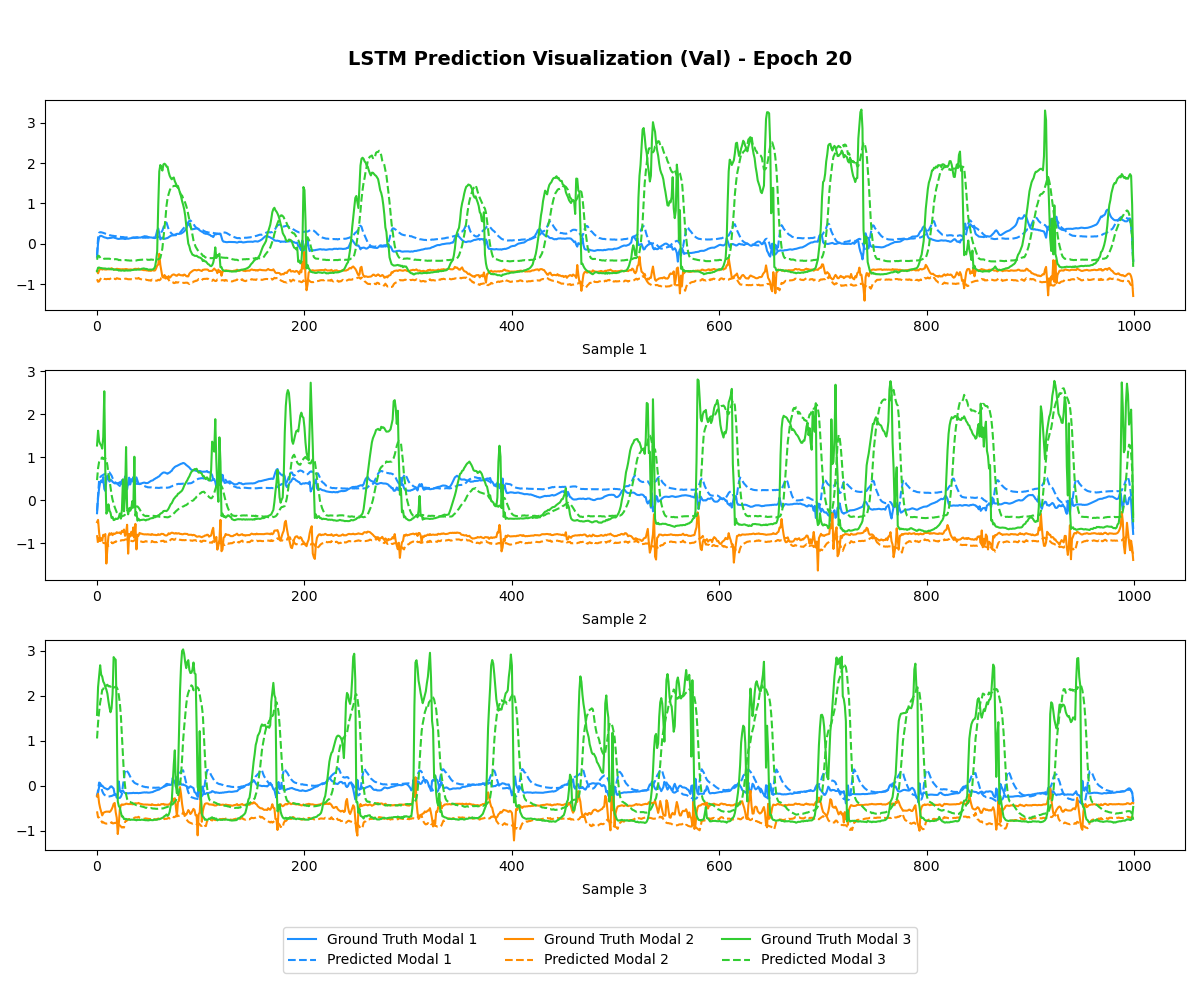 LSTM Prediction Visualization (Val) - Epoch 20
3
2
1
0
−1
0 200 400 600 800 1000
Sample 1
3
2
1
0
−1
0 200 400 600 800 1000
Sample 2
3
2
1
0
−1
0 200 400 600 800 1000
Sample 3
Ground Truth Modal 1 Ground Truth Modal 2 Ground Truth Modal 3
Predicted Modal 1 Predicted Modal 2 Predicted Modal 3